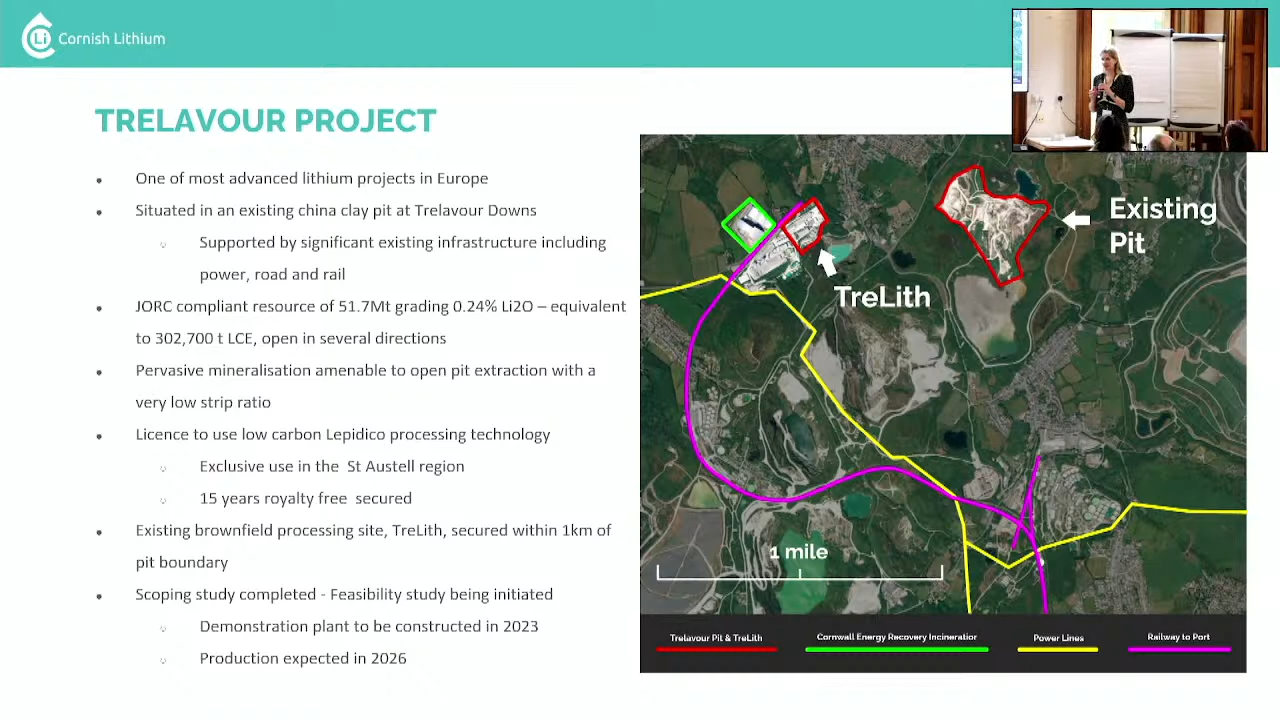 Li
Cornish Lithium
TRELAVOUR PROJECT
One of most advanced lithium projects in Europe
Situated in an existing china clay pit at Trelavour Downs
Supported by significant existing infrastructure including
power, road and rail
JORC compliant resource of 51.7Mt grading 0.24% Li2O – equivalent
to 302,700 t LCE, open in several directions
Pervasive mineralisation amenable to open pit extraction with a
very low strip ratio
Licence to use low carbon Lepidico processing technology
Exclusive use in the St Austell region
15 years royalty free secured
Existing brownfield processing site, TreLith, secured within 1km of
pit boundary
Scoping study completed - Feasibility study being initiated
Demonstration plant to be constructed in 2023
Production expected in 2026
Existing
Pit
TreLith
1 mile
Trelavour Pit & TreLith
Cornwall Energy Recovery Incineratior
Power Lines
Railway to Port